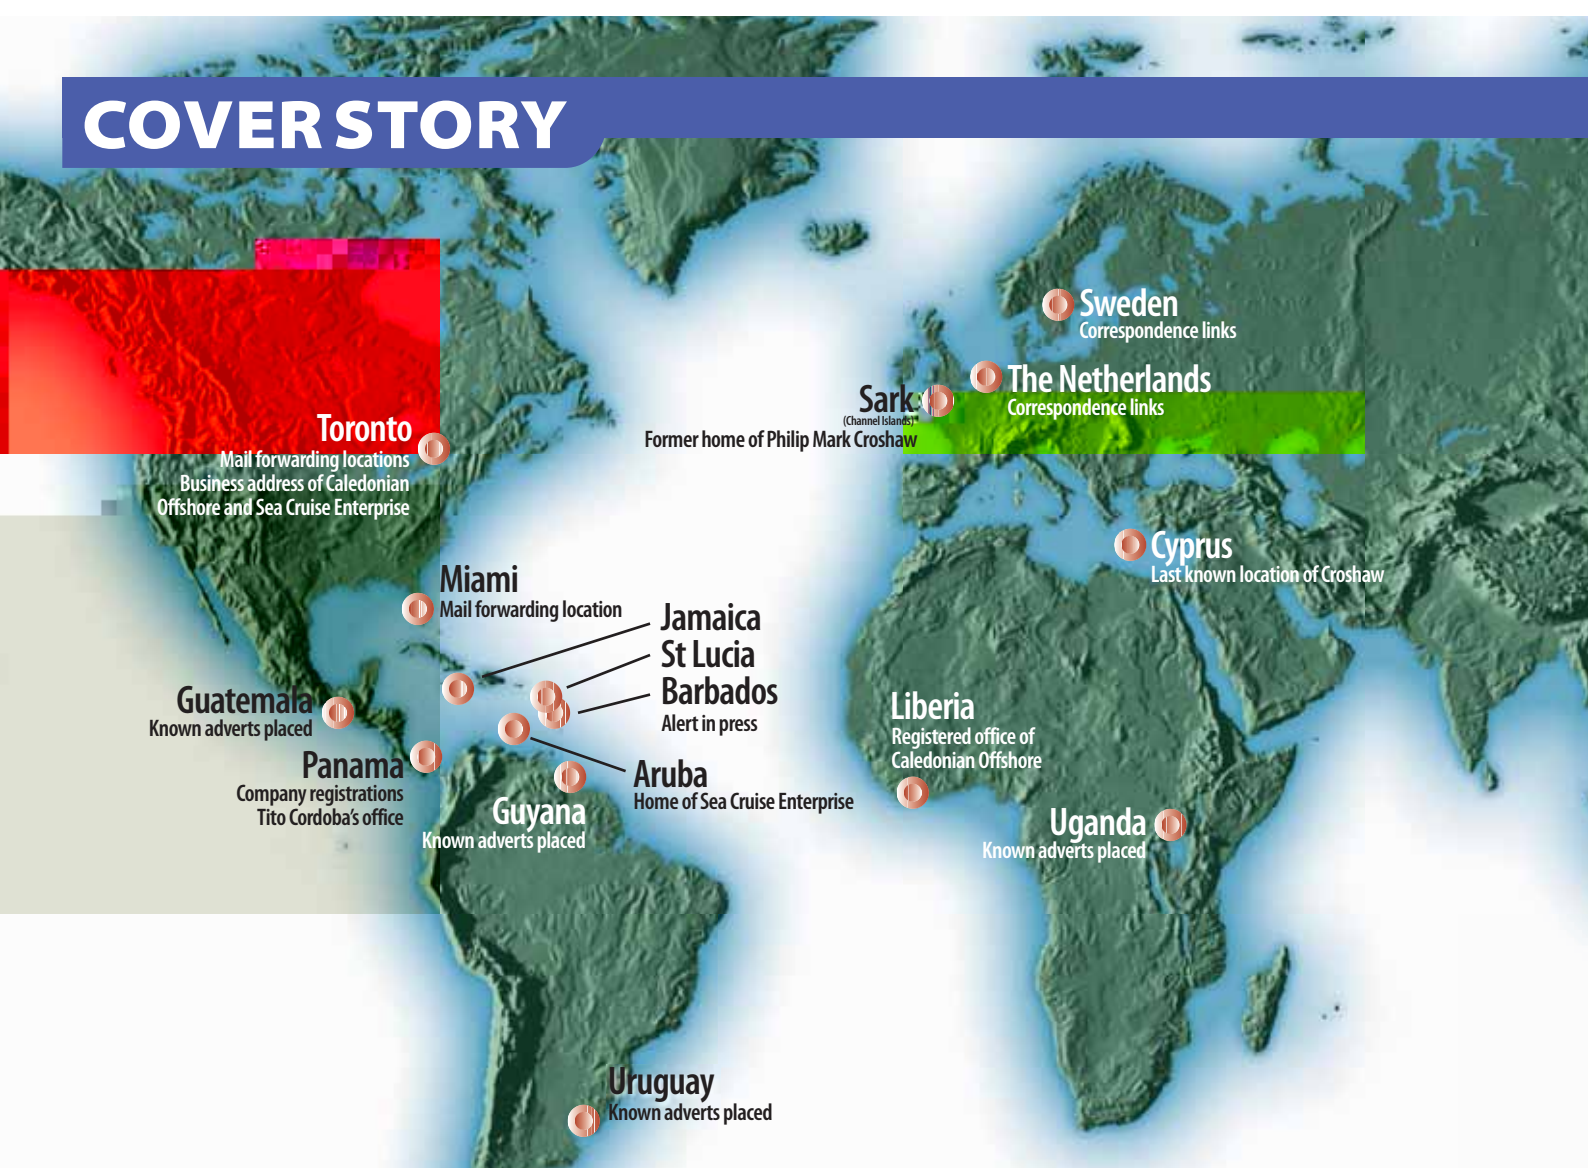 COVER STORY
Sweden
Correspondence links
The Netherlands
Correspondence links
Sark
(Channel Islands)
Former home of Philip Mark Croshaw
Toronto
Mail forwarding locations
Business address of Caledonian
Offshore and Sea Cruise Enterprise
Cyprus
Last known location of Croshaw
Miami
Mail forwarding location
Jamaica
St Lucia
Barbados
Alert in press
Guatemala
Known adverts placed
Panama
Company registrations
Tito Cordoba's office
Aruba
Home of Sea Cruise Enterprise
Guyana
Known adverts placed
Liberia
Registered office of
Caledonian Offshore
Uganda
Known adverts placed
Uruguay
Known adverts placed